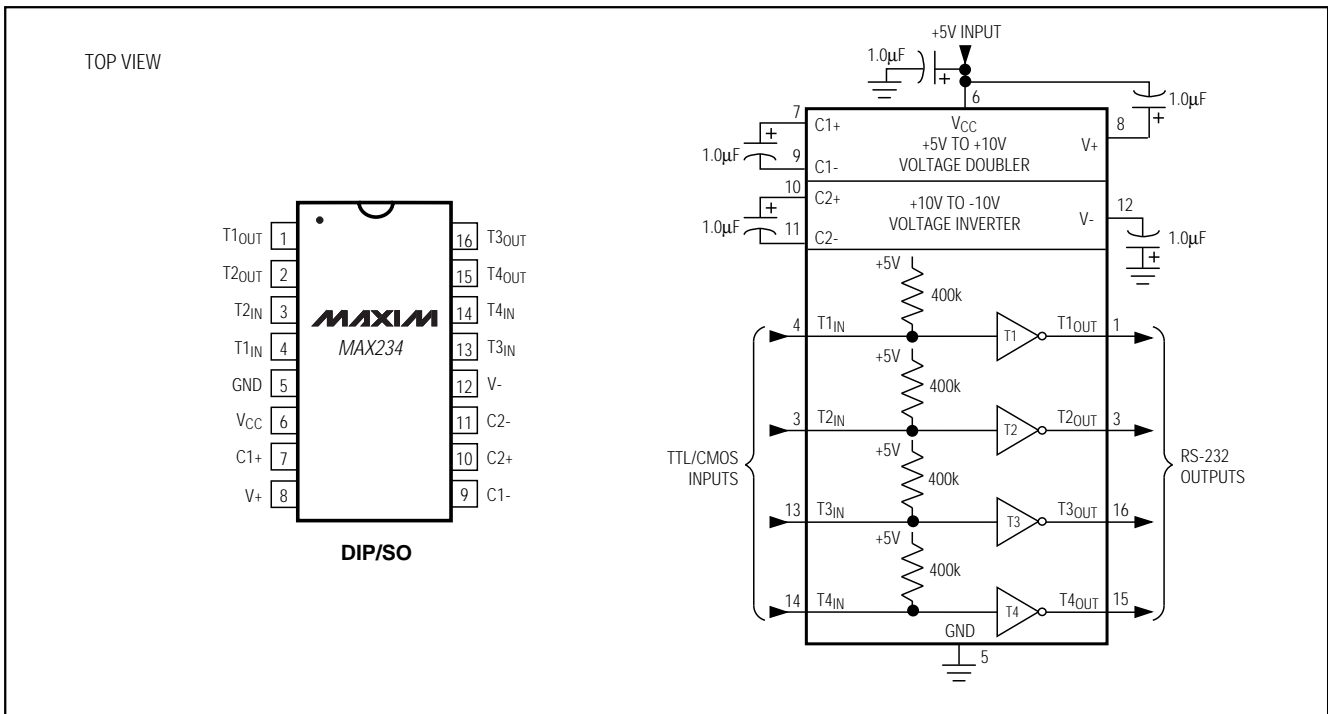 TOP VIEW
T1OUT 1
T2OUT 2
T2IN 3
T1IN 4
GND 5
VCC 6
C1+ 7
V+ 8
MAXIM
MAX234
16 T3OUT
15 T4OUT
14 T4IN
13 T3IN
12 V-
11 C2-
10 C2+
9 C1-
DIP/SO
+5V INPUT
1.0µF
+
6
1.0µF
+
7
C1+
VCC
+5V TO +10V
VOLTAGE DOUBLER
V+
8
1.0µF
+
9
C1-
10
C2+
+10V TO -10V
VOLTAGE INVERTER
V-
12
1.0µF
+
11
C2-
1.0µF
+
+5V
400k
4 T1IN T1 T1OUT 1
+5V
400k
3 T2IN T2 T2OUT 3
TTL/CMOS
INPUTS
RS-232
OUTPUTS
+5V
400k
13 T3IN T3 T3OUT 16
+5V
400k
14 T4IN T4 T4OUT 15
GND
5